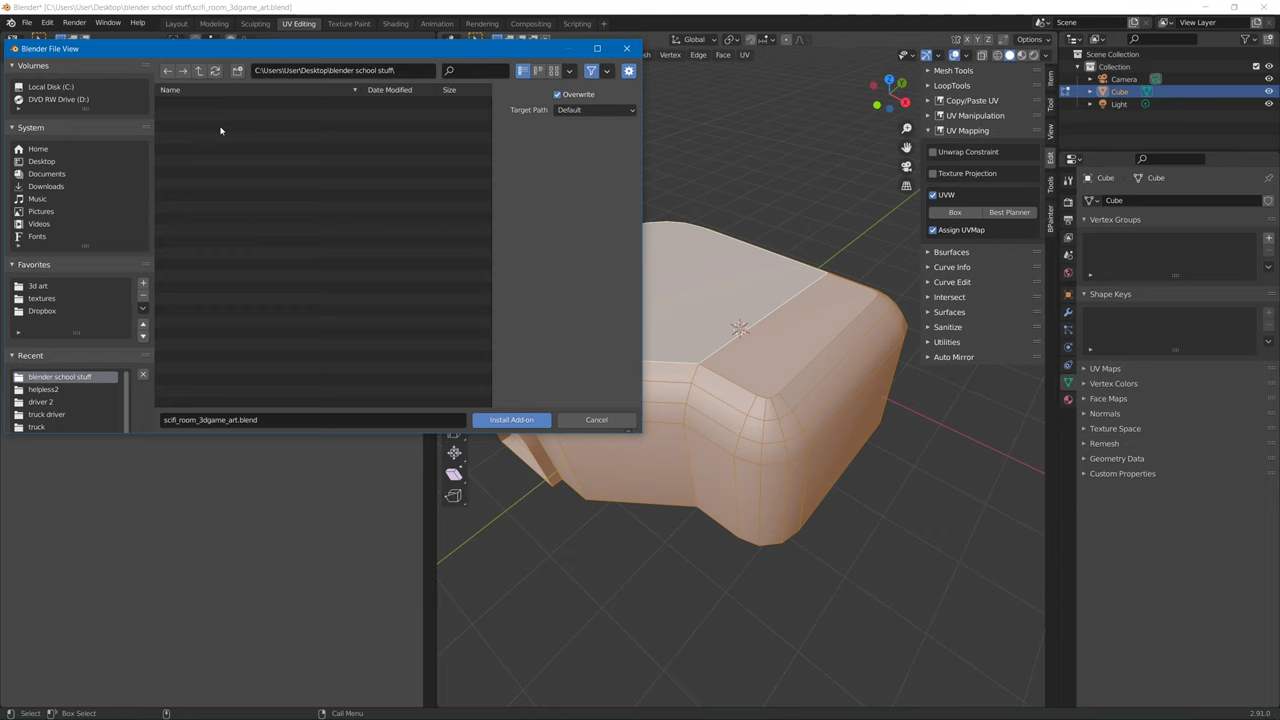 Blender* [C:\Users\User\Desktop\blender school stuff\scifi_room_3dgame_art.blend]
File Edit Render Window Help Layout Modeling Sculpting UV Editing Texture Paint Shading Animation Rendering Compositing Scripting Scene View Layer
Blender File View
Global X Y Z Options
Vertex Edge Face UV
Volumes
C:\Users\User\Desktop\blender school stuff\
Local Disk (C:)
DVD RW Drive (D:)
Name Date Modified Size
Overwrite
Target Path Default
System
Home
Desktop
Documents
Downloads
Music
Pictures
Videos
Fonts
Favorites
3d art
textures
Dropbox
Recent
blender school stuff
helpless2
driver 2
truck driver
truck
scifi_room_3dgame_art.blend Install Add-on Cancel
Z
Y
X
Mesh Tools
LoopTools
Copy/Paste UV
UV Manipulation
UV Mapping
Unwrap Constraint
Texture Projection
UVW
Box Best Planner
Assign UVMap
Bsurfaces
Curve Info
Curve Edit
Intersect
Surfaces
Sanitize
Utilities
Auto Mirror
Item
Tool
View
Edit
Tools
BPainter
Scene Collection
Collection
Camera
Cube
Light
Cube Cube
Cube
Vertex Groups
Shape Keys
UV Maps
Vertex Colors
Face Maps
Normals
Texture Space
Remesh
Geometry Data
Custom Properties
Select Box Select Call Menu 2.91.0